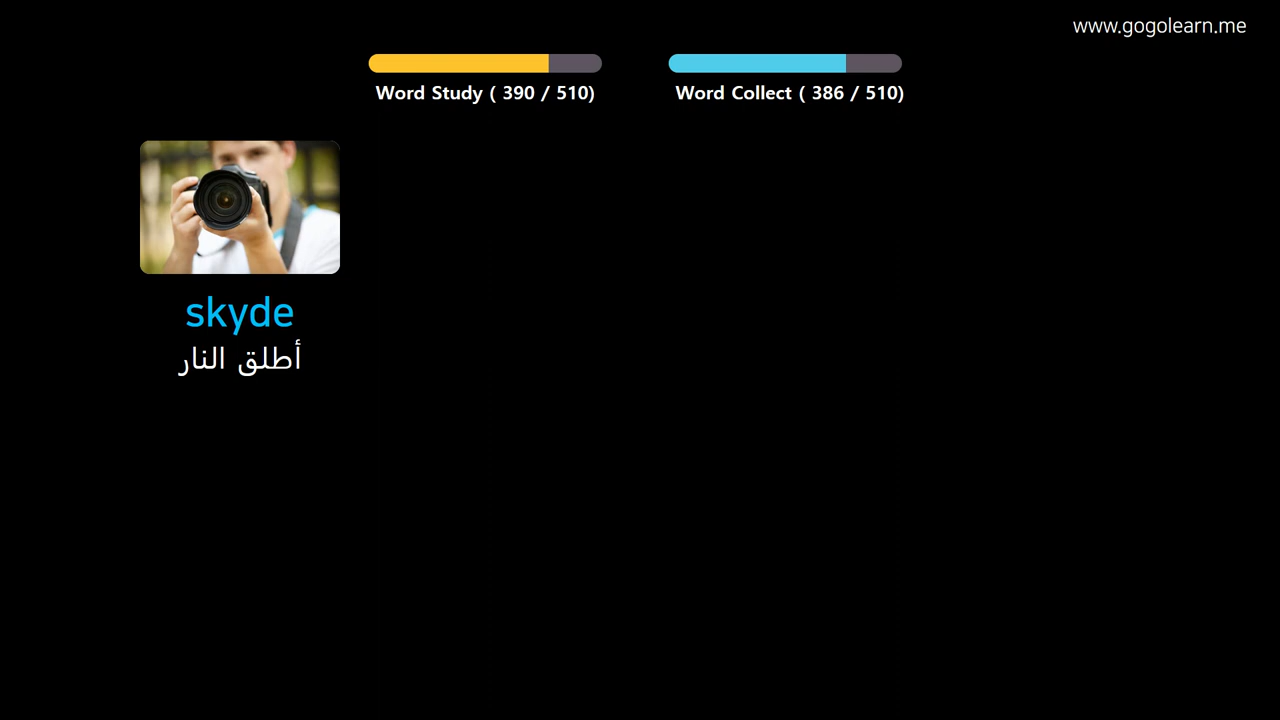 www.gogolearn.me
Word Study ( 390 / 510)
Word Collect ( 386 / 510)
skyde
أطلق النار